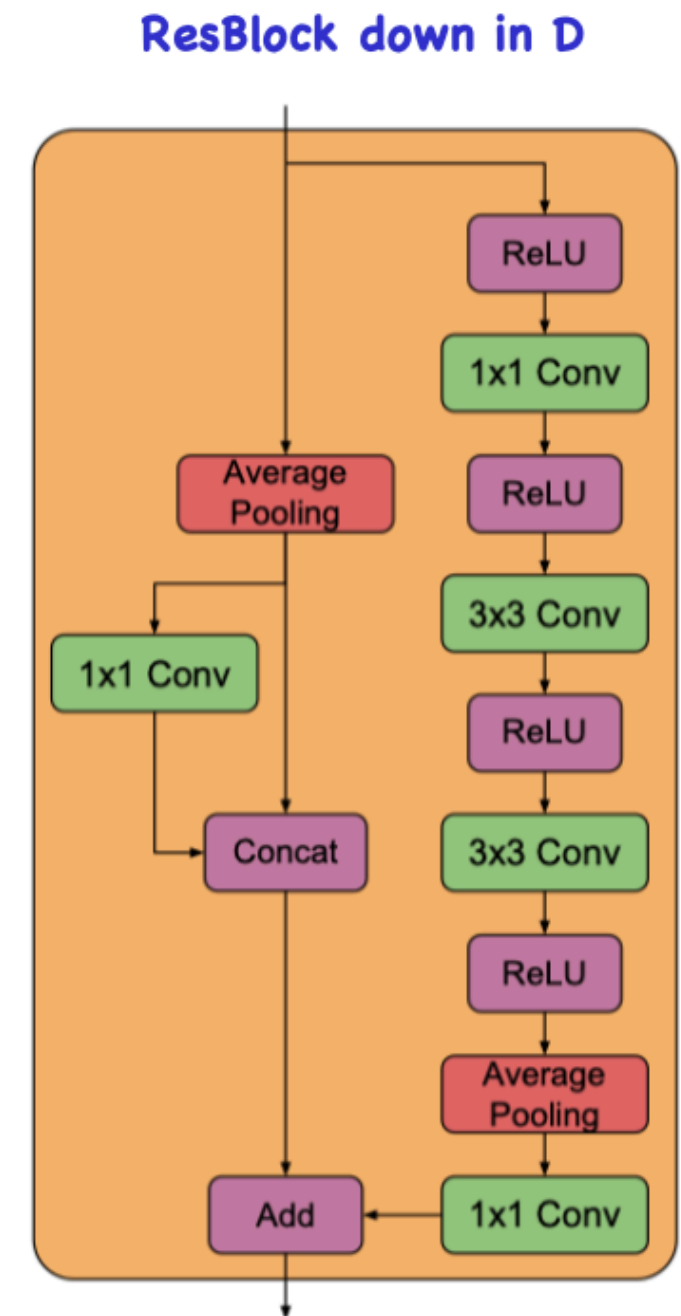 ResBlock down in D
ReLU
1x1 Conv
Average
Pooling
ReLU
3x3 Conv
1x1 Conv
ReLU
Concat
3x3 Conv
ReLU
Average
Pooling
Add
1x1 Conv